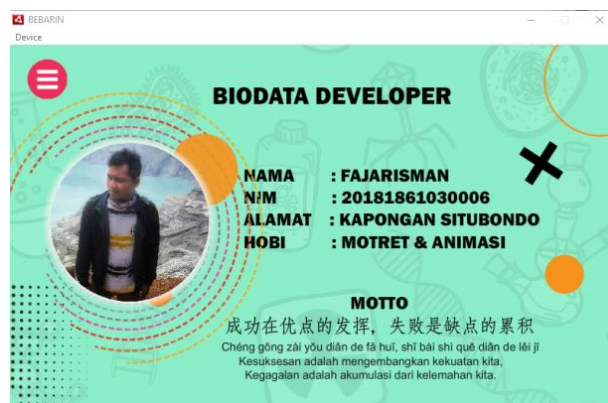 BEBARIN
Device
BIODATA DEVELOPER
NAMA : FAJARISMAN
NIM : 20181861030006
ALAMAT : KAPONGAN SITUBONDO
HOBI : MOTRET & ANIMASI
MOTTO
成功在优点的发挥，失败是缺点的累积
Chéng gōng zài yōu diǎn de fā huī, shī bài shì quē diǎn de lěi jī
Kesuksesan adalah mengembangkan kekuatan kita,
Kegagalan adalah akumulasi dari kelemahan kita.